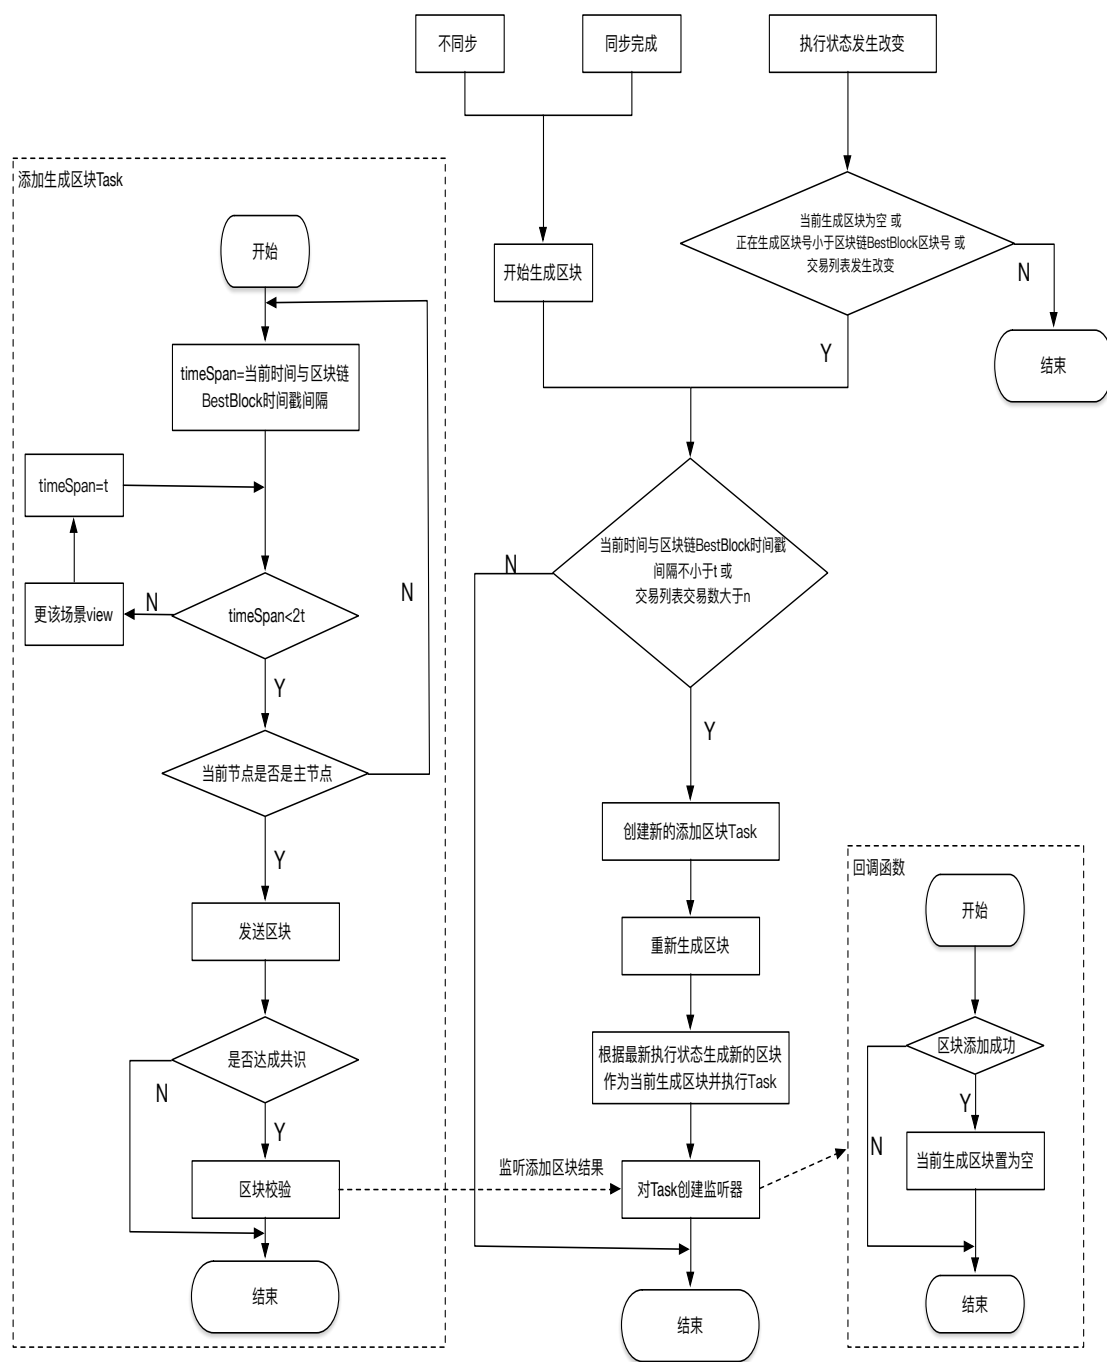 不同步
同步完成
执行状态发生改变
添加生成区块Task
开始
timeSpan=当前时间与区块链
BestBlock时间戳间隔
timeSpan=t
更该场景view
N
timeSpan<2t
N
Y
当前节点是否是主节点
Y
发送区块
是否达成共识
N
Y
区块校验
结束
开始生成区块
当前生成区块为空 或
正在生成区块号小于区块链BestBlock区块号 或
交易列表发生改变
N
Y
结束
当前时间与区块链BestBlock时间戳
间隔不小于t 或
交易列表交易数大于n
N
Y
创建新的添加区块Task
重新生成区块
根据最新执行状态生成新的区块
作为当前生成区块并执行Task
监听添加区块结果
对Task创建监听器
结束
回调函数
开始
区块添加成功
Y
N
当前生成区块置为空
结束